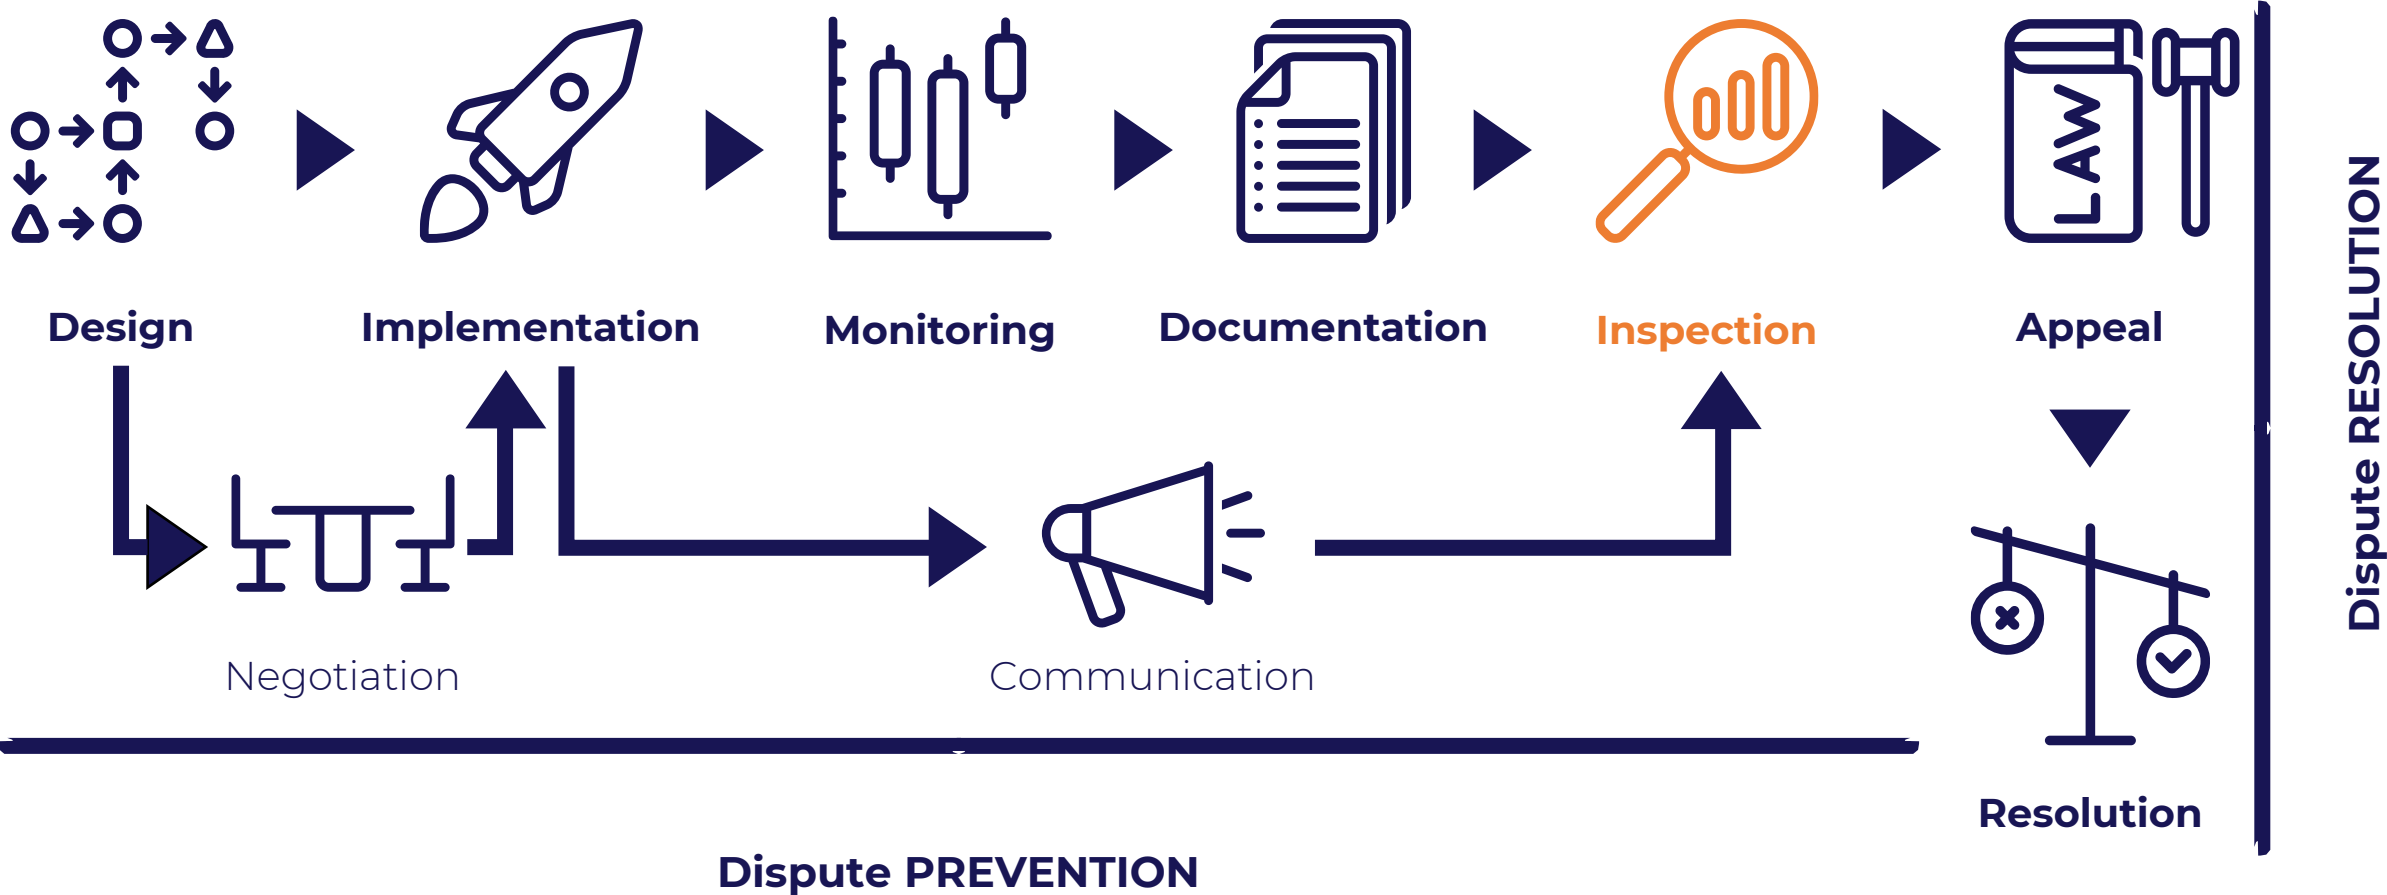 LAW
Design
Implementation
Monitoring
Documentation
Inspection
Appeal
Negotiation
Communication
Resolution
Dispute PREVENTION
Dispute RESOLUTION